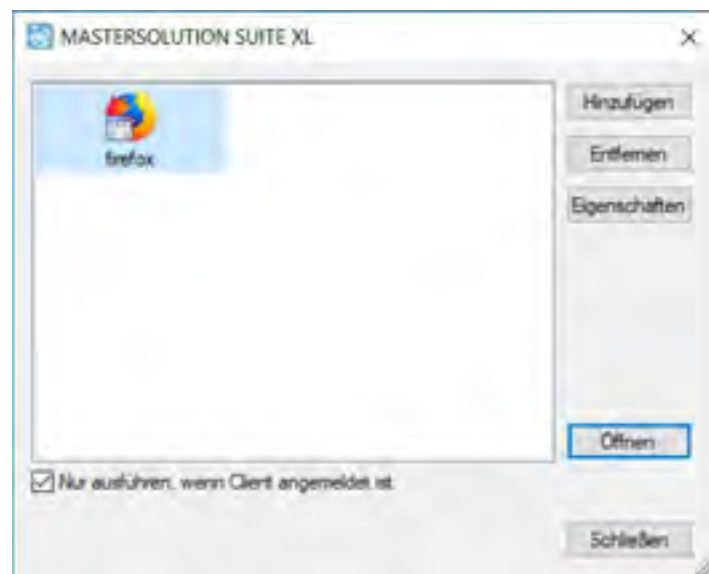 MASTERSOLUTION SUITE XL
firefox
Hinzufügen
Entfernen
Eigenschaften
Öffnen
Nur ausführen, wenn Client angemeldet ist
Schließen